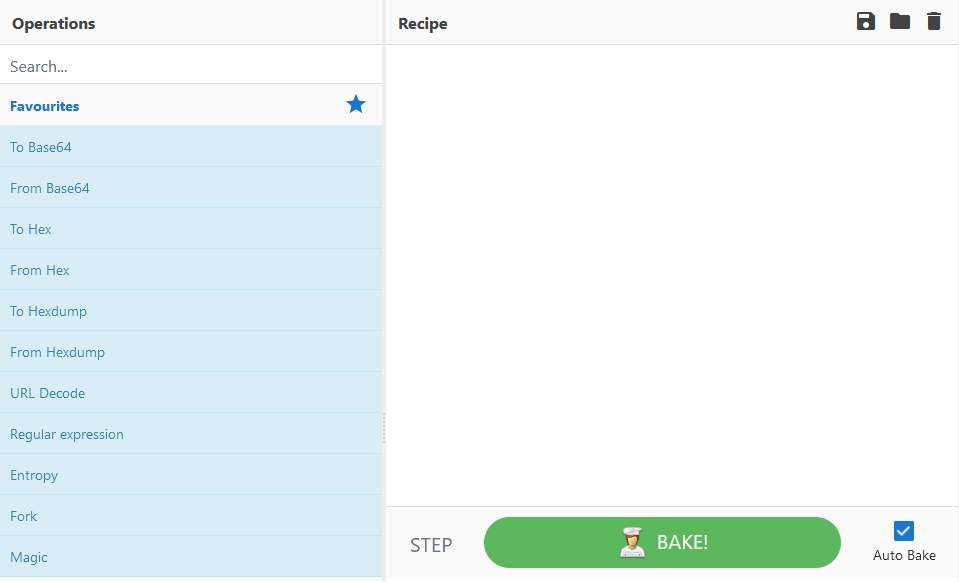 Operations
Search...
Favourites
To Base64
From Base64
To Hex
From Hex
To Hexdump
From Hexdump
URL Decode
Regular expression
Entropy
Fork
Magic
Recipe
STEP
BAKE!
Auto Bake